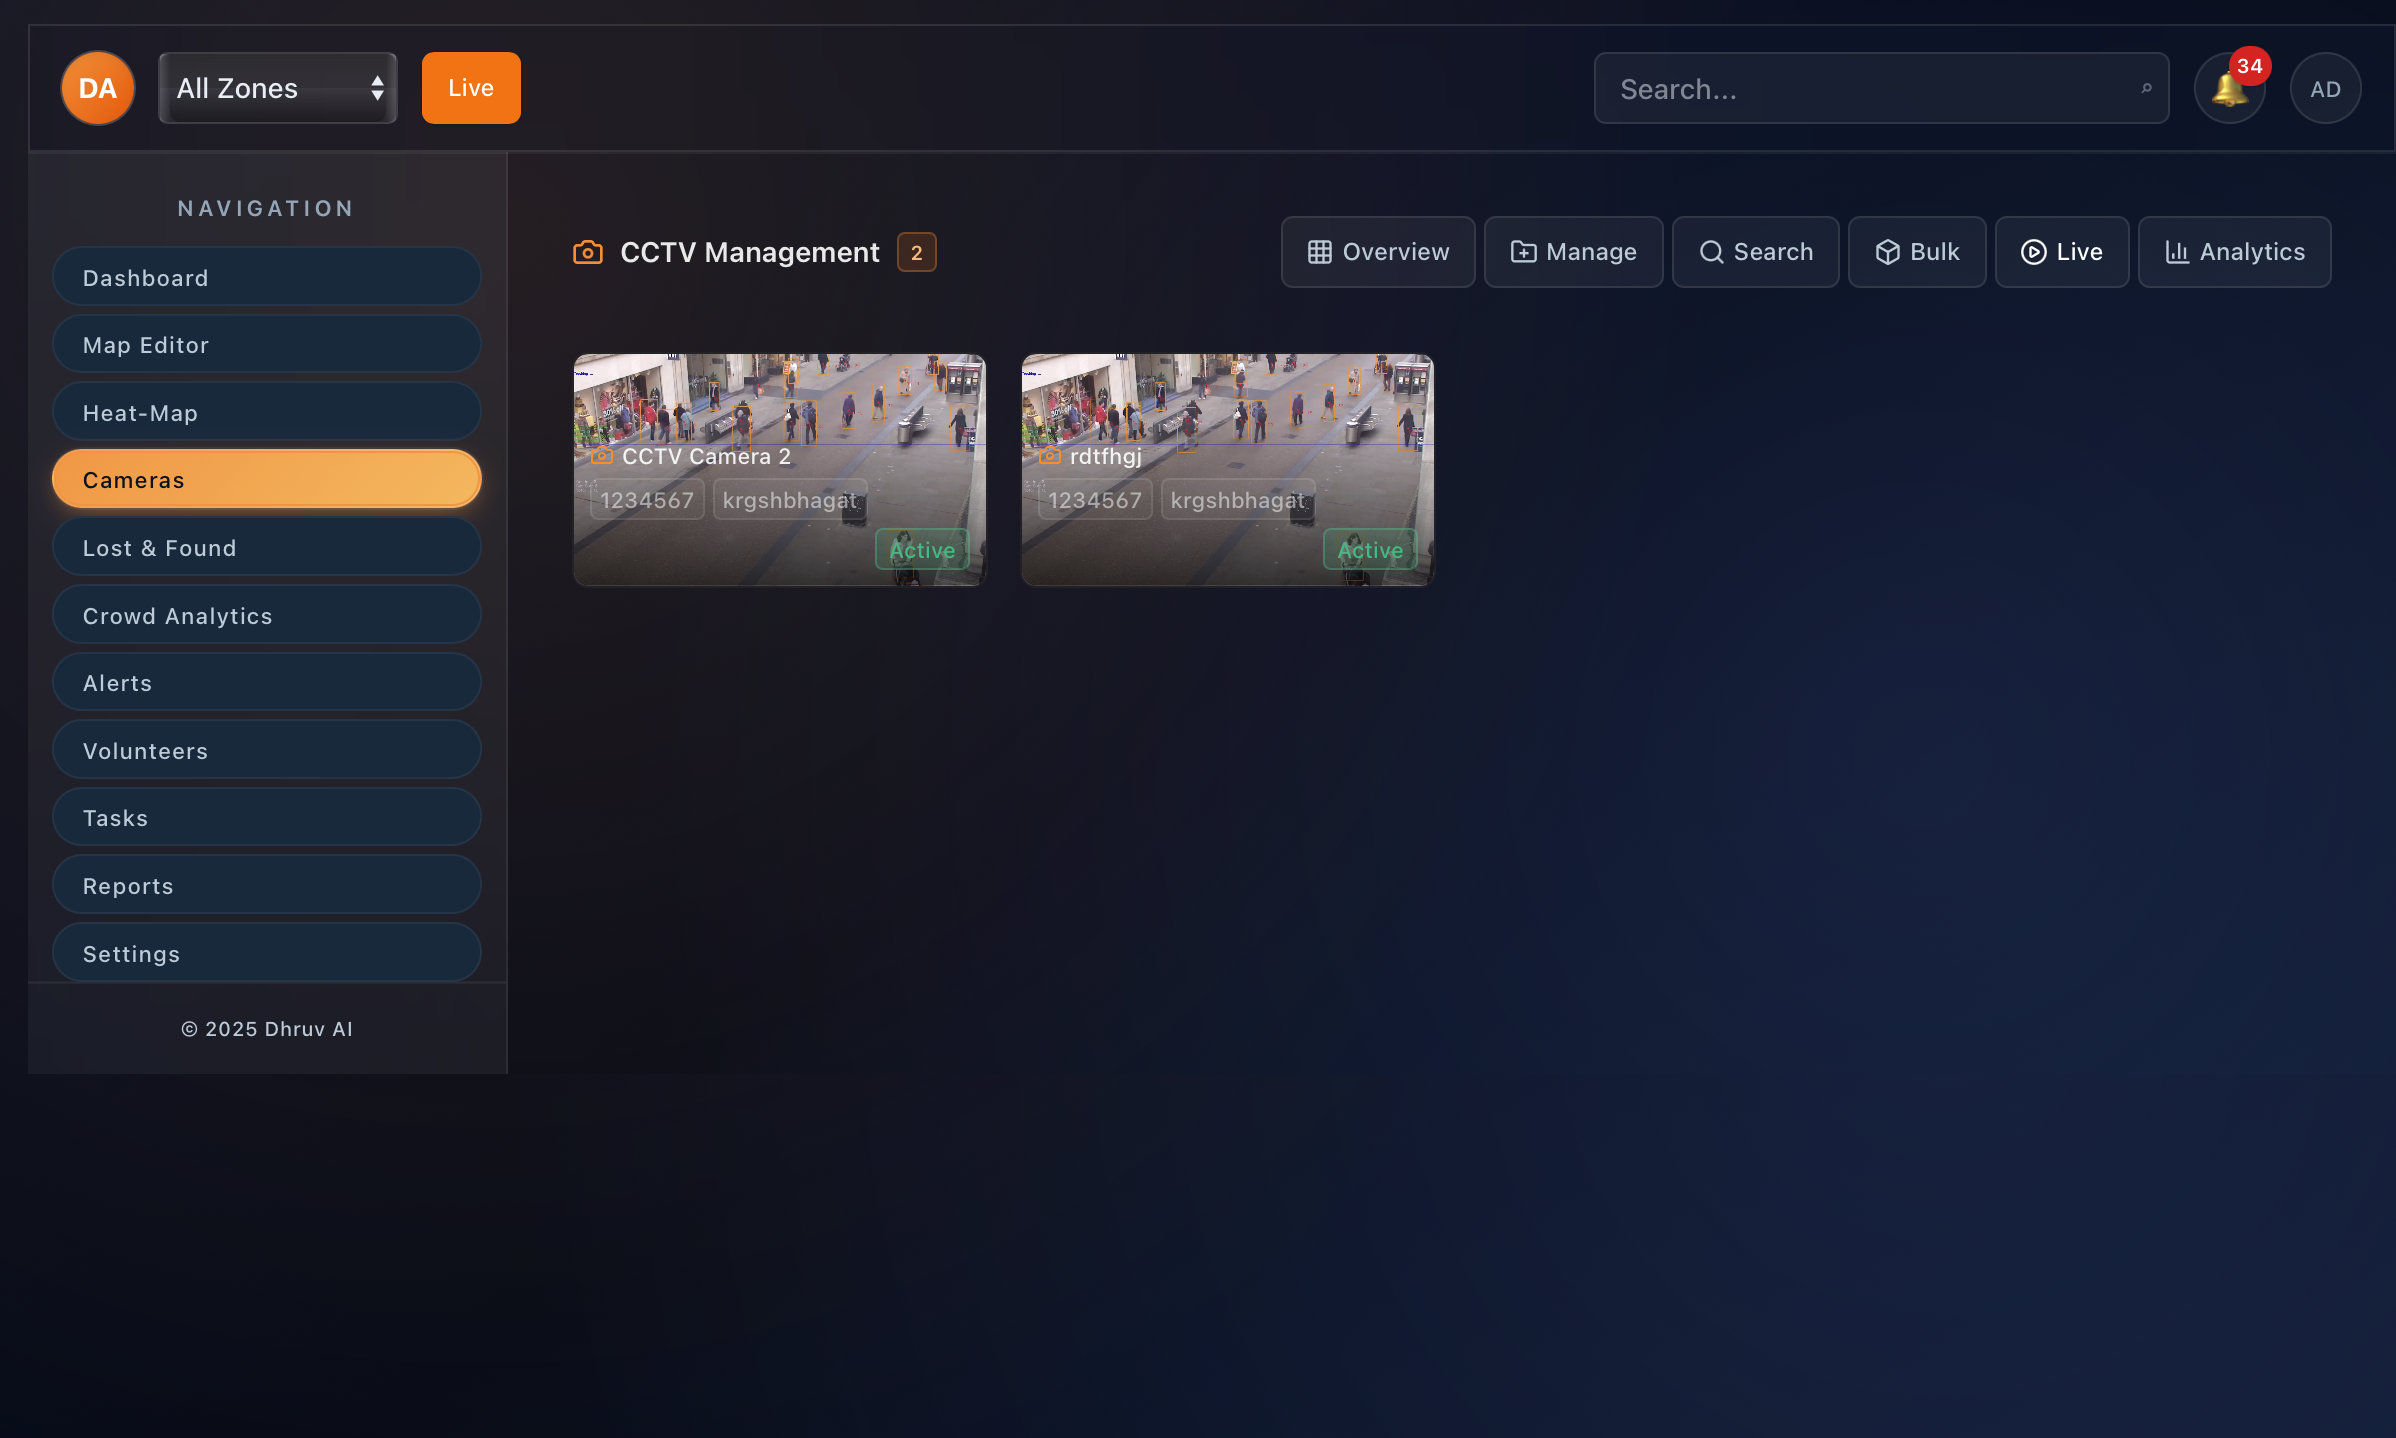 DA All Zones Live Search... 34 AD
NAVIGATION
Dashboard
Map Editor
Heat-Map
Cameras
Lost & Found
Crowd Analytics
Alerts
Volunteers
Tasks
Reports
Settings
© 2025 Dhruv AI
CCTV Management 2
Overview Manage Search Bulk Live Analytics
CCTV Camera 2
1234567 krgshbhagat
Active
rdtfhgj
1234567 krgshbhagat
Active